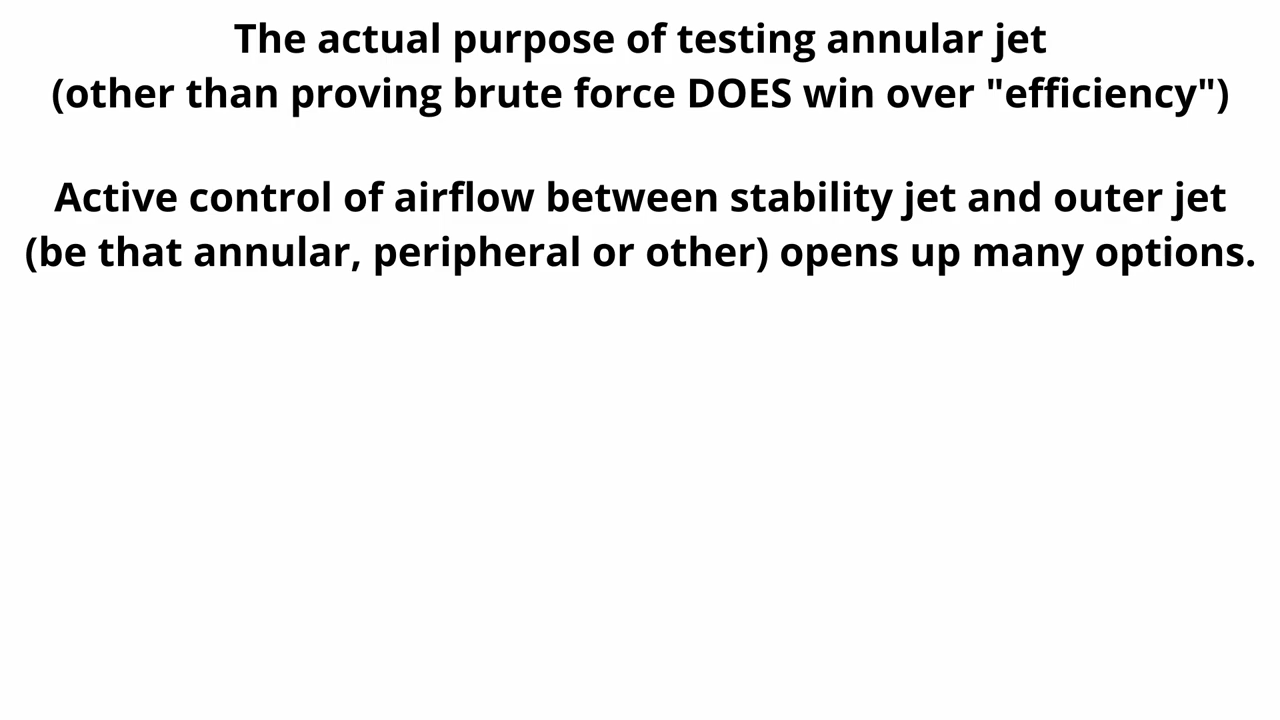 The actual purpose of testing annular jet
(other than proving brute force DOES win over "efficiency")
Active control of airflow between stability jet and outer jet
(be that annular, peripheral or other) opens up many options.